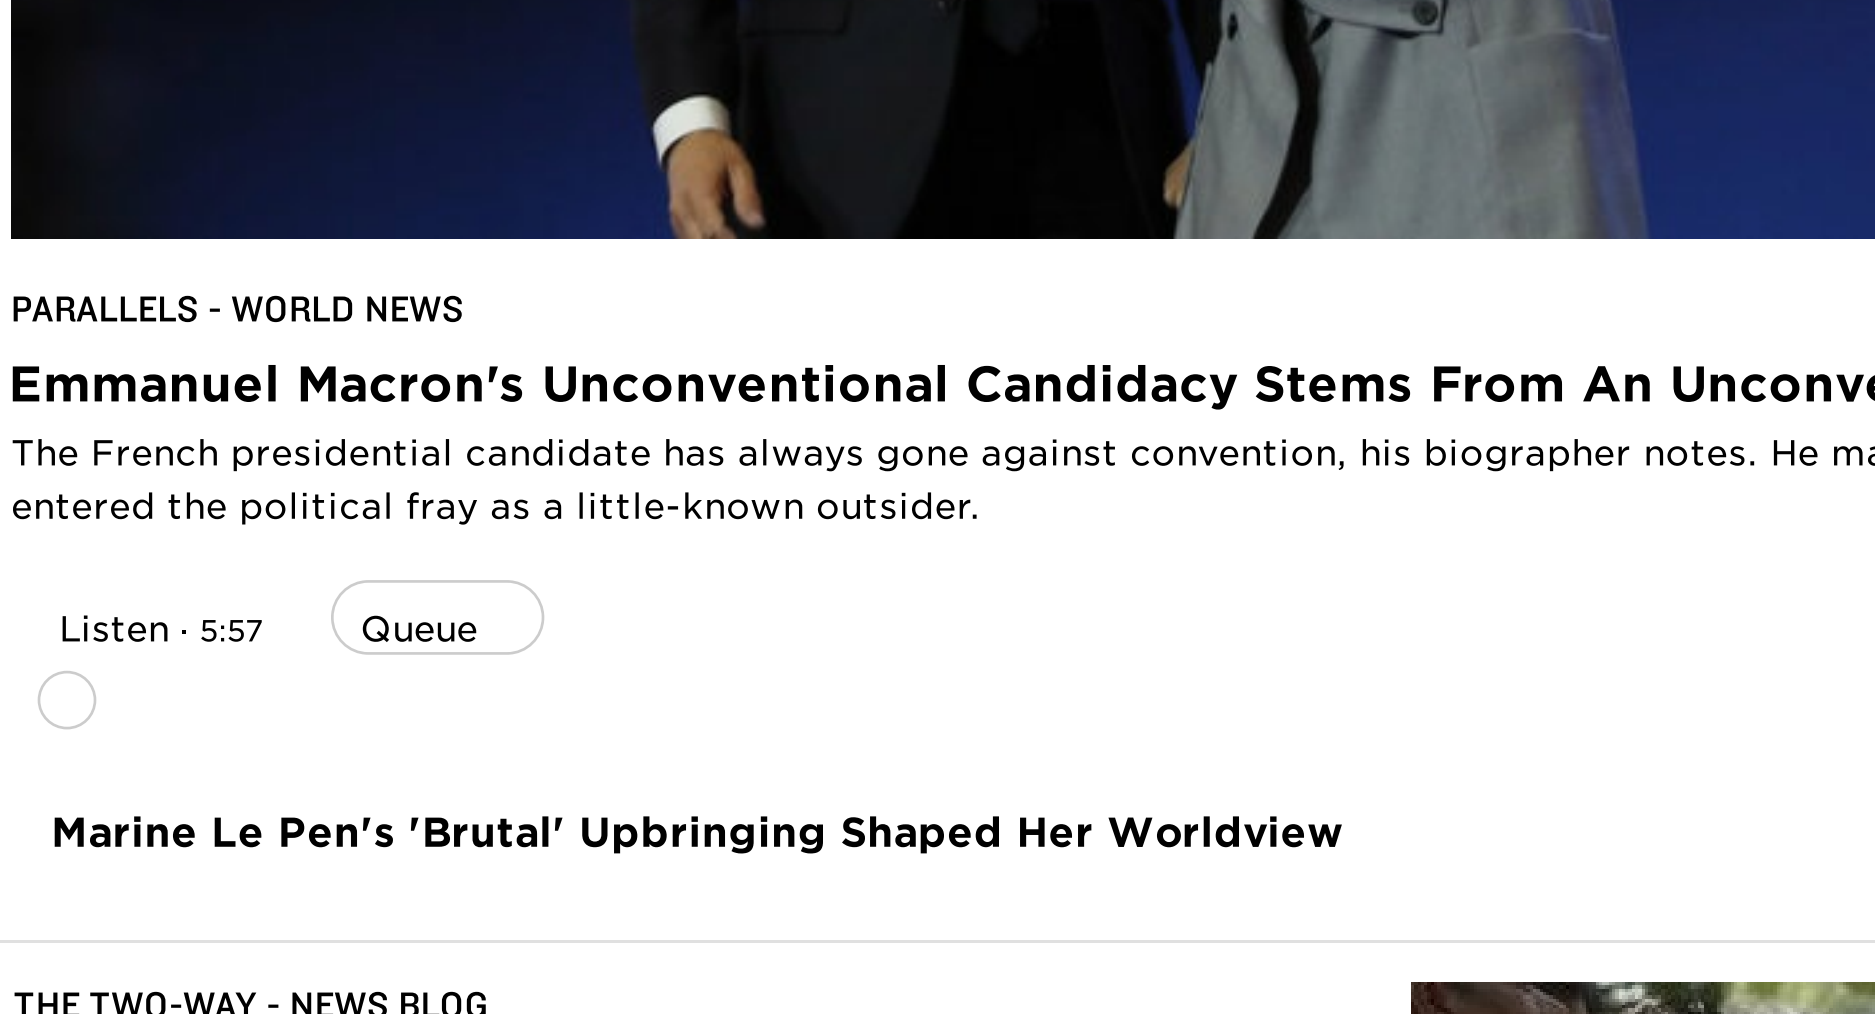 PARALLELS - WORLD NEWS
Emmanuel Macron's Unconventional Candidacy Stems From An
The French presidential candidate has always gone against convention, his biographer notes. He
entered the political fray as a little-known outsider.
Listen · 5:57 Queue
Marine Le Pen's 'Brutal' Upbringing Shaped Her Worldview
THE TWO-WAY - NEWS BLOG